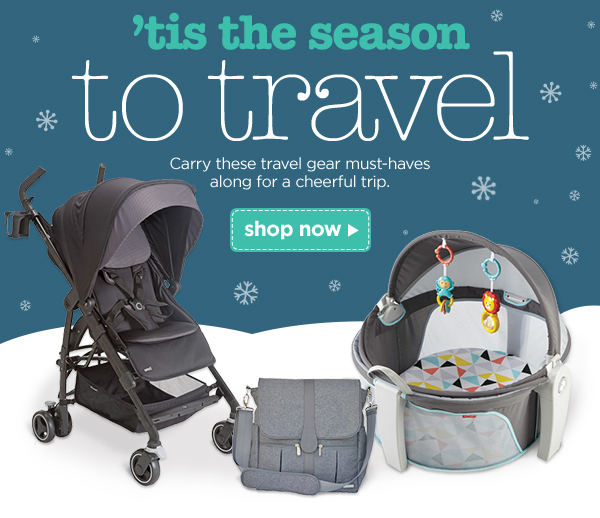 ’tis the season
to travel
Carry these travel gear must-haves
along for a cheerful trip.
shop now